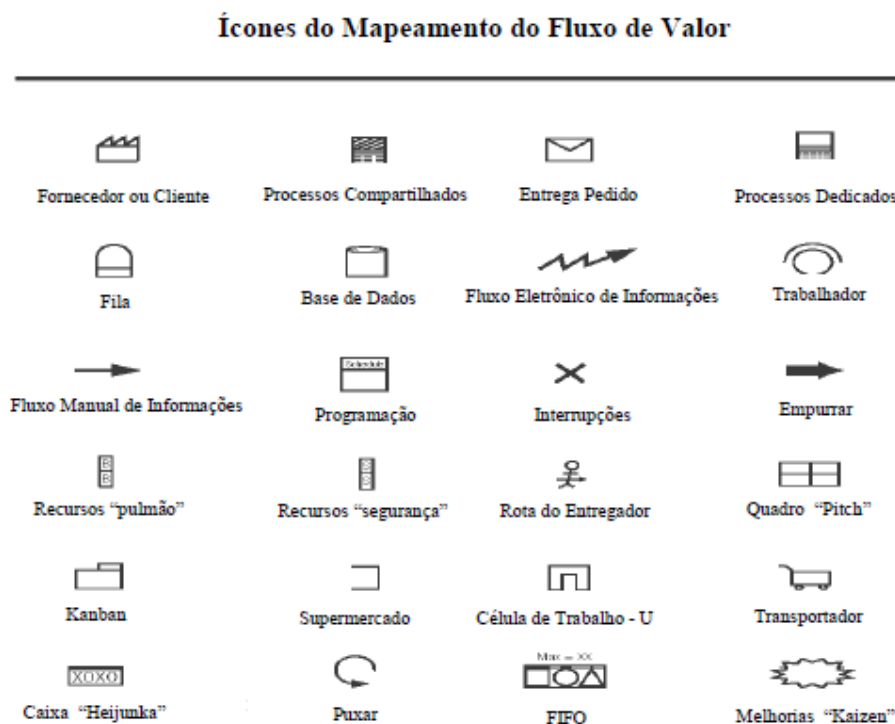 Ícones do Mapeamento do Fluxo de Valor
Fornecedor ou Cliente
Processos Compartilhados
Entrega Pedido
Processos Dedicados
Fila
Base de Dados
Fluxo Eletrônico de Informações
Trabalhador
Fluxo Manual de Informações
Schedule
Programação
Interrupções
Empurrar
Recursos “pulmão”
Recursos “segurança”
Rota do Entregador
Quadro “Pitch”
Kanban
Supermercado
Célula de Trabalho - U
Transportador
XOXO
Caixa “Heijunka”
Puxar
Max = XX
FIFO
Melhorias “Kaizen”